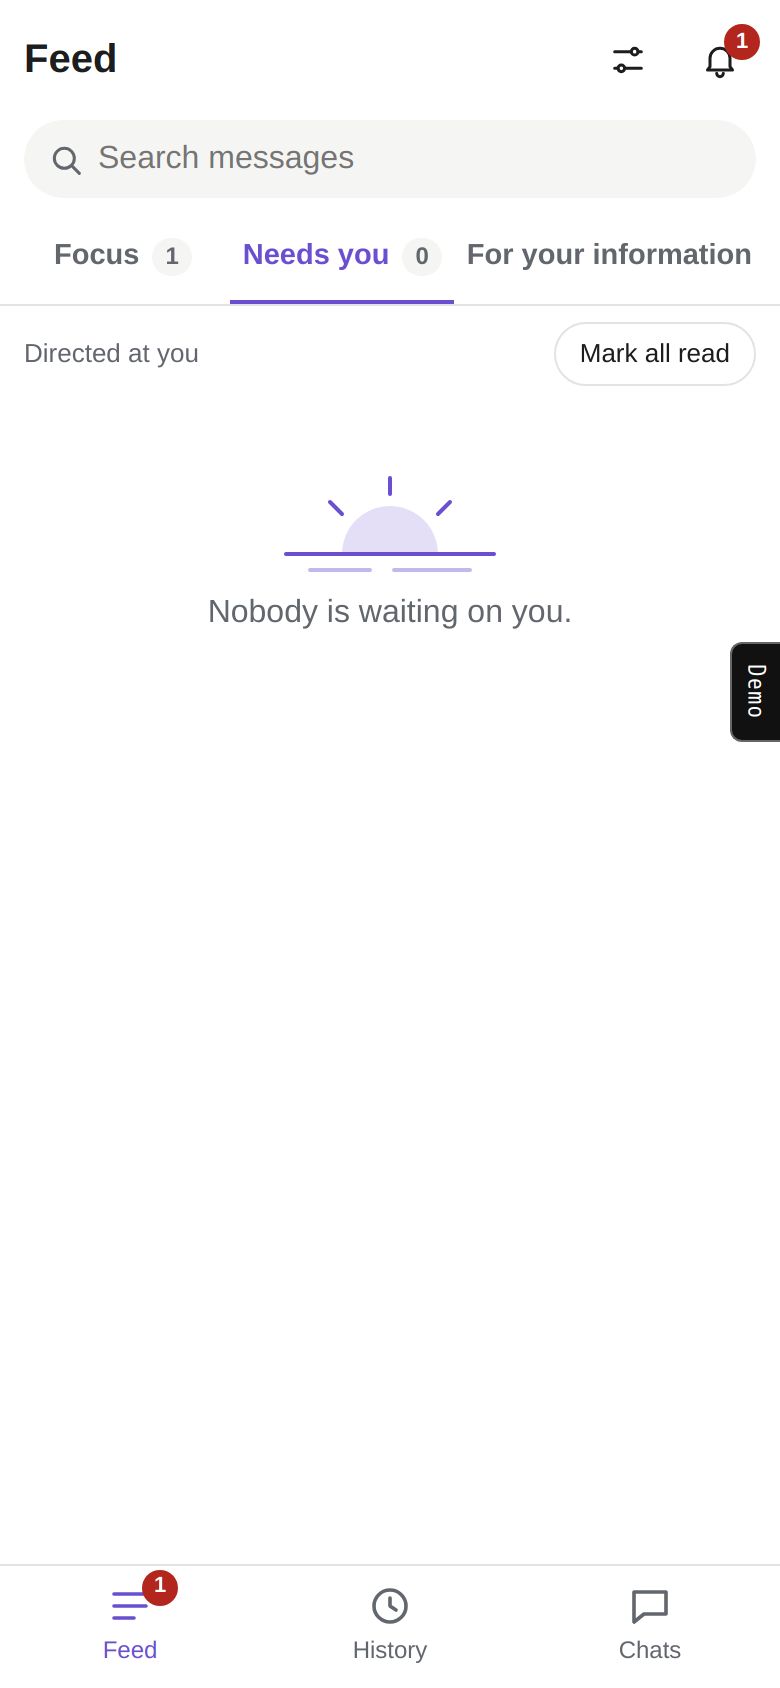 Feed
1
Search messages
Focus 1
Needs you 0
For your information
Directed at you
Mark all read
Nobody is waiting on you.
Demo
1
Feed
History
Chats